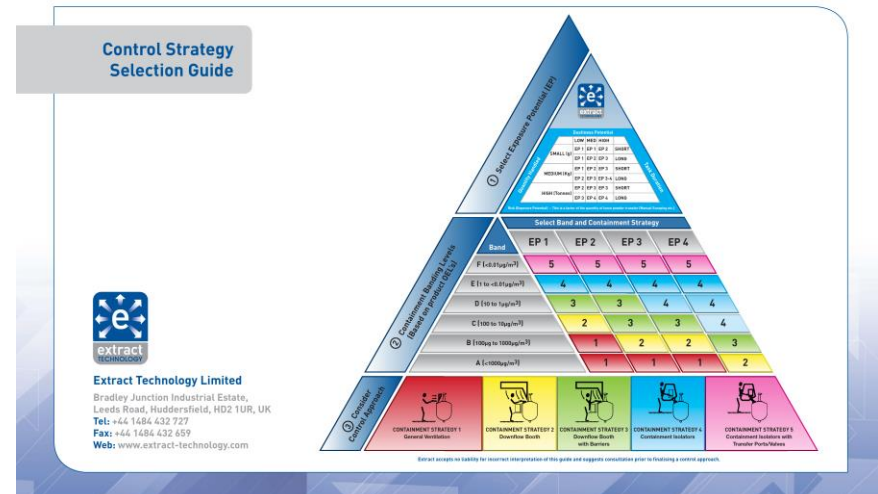 Control Strategy
Selection Guide
e
extract
TECHNOLOGY
Extract Technology Limited
Bradley Junction Industrial Estate,
Leeds Road, Huddersfield, HD2 1UR, UK
Tel: +44 1484 432 727
Fax: +44 1484 432 659
Web: www.extract-technology.com
① Select Exposure Potential (EP)
e
Dustiness Potential
LOW MED HIGH
Quantity Handled
Task Duration
SMALL (g)
EP 1 EP 1 EP 2 SHORT
EP 1 EP 2 EP 3 LONG
MEDIUM (Kg)
EP 2 EP 3 EP 3 SHORT
EP 2 EP 3 EP 3-4 LONG
HIGH (Tonnes)
EP 2 EP 3 EP 3 SHORT
EP 3 EP 4 EP 4 LONG
② Containment Banding Levels
(Based on product OEL's)
Select Band and Containment Strategy
Band EP 1 EP 2 EP 3 EP 4
F (<0.01µg/m³) 5 5 5 5
E (1 to <0.01µg/m³) 4 4 4 4
D (10 to 1µg/m³) 3 3 4 4
C (100 to 10µg/m³) 2 3 3 4
B (100µg to 1000µg/m³) 1 2 2 3
A (<1000µg/m³) 1 1 1 2
③ Consider
Control Approach
CONTAINMENT STRATEGY 1
General Ventilation
CONTAINMENT STRATEGY 2
Downflow Booth
CONTAINMENT STRATEGY 3
Downflow Booth
with Barriers
CONTAINMENT STRATEGY 4
Containment Isolators
CONTAINMENT STRATEGY 5
Containment Isolators with
Transfer Ports/Valves
Extract accepts no liability for incorrect interpretation of this guide and suggests consultation prior to finalising a control approach.